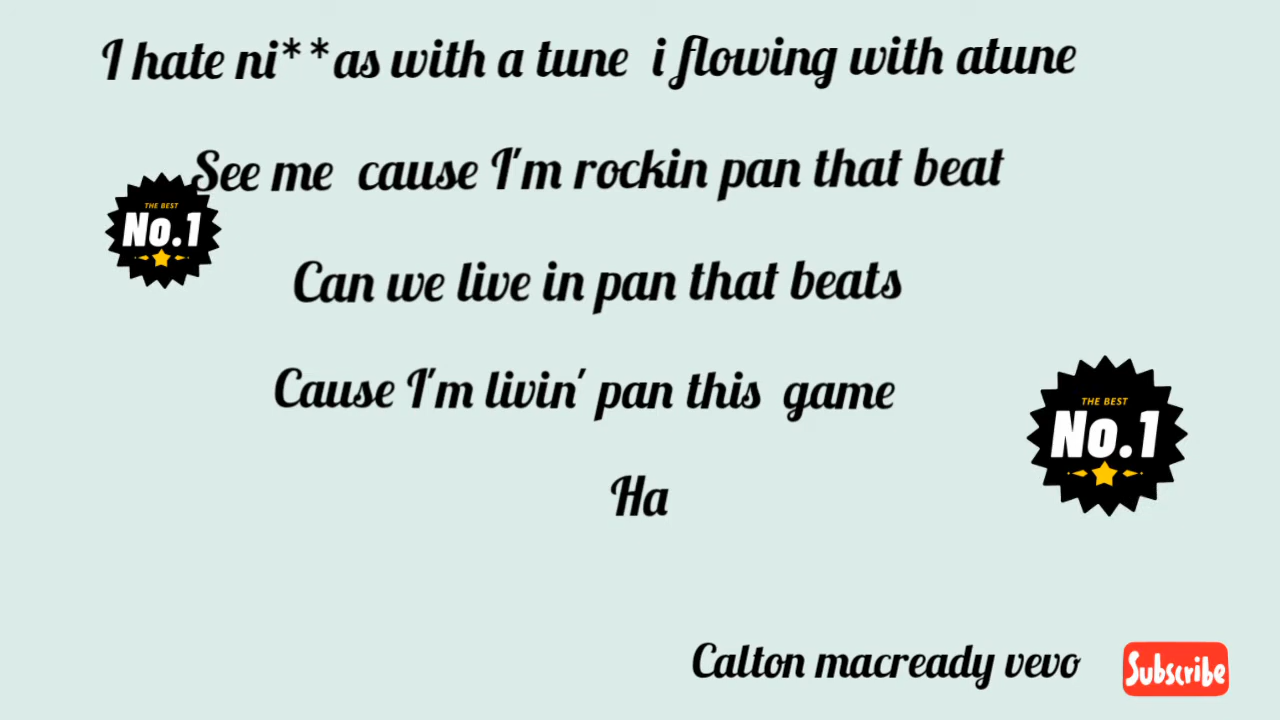 I hate ni**as with a tune i flowing with atune
See me cause I'm rockin pan that beat
THE BEST
No.1
Can we live in pan that beats
Cause I'm livin' pan this game
THE BEST
No.1
Ha
Calton macready vevo
Subscribe